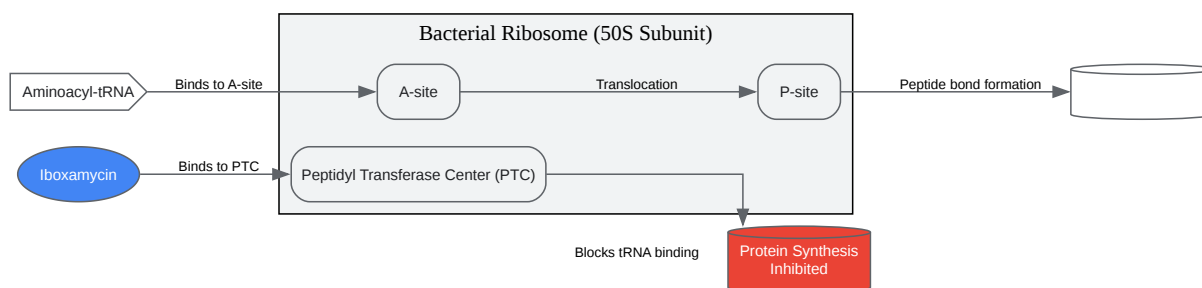 Bacterial Ribosome (50S Subunit)
Aminoacyl-tRNA
Binds to A-site
A-site
Translocation
P-site
Peptide bond formation
Iboxamycin
Binds to PTC
Peptidyl Transferase Center (PTC)
Blocks tRNA binding
Protein Synthesis
Inhibited